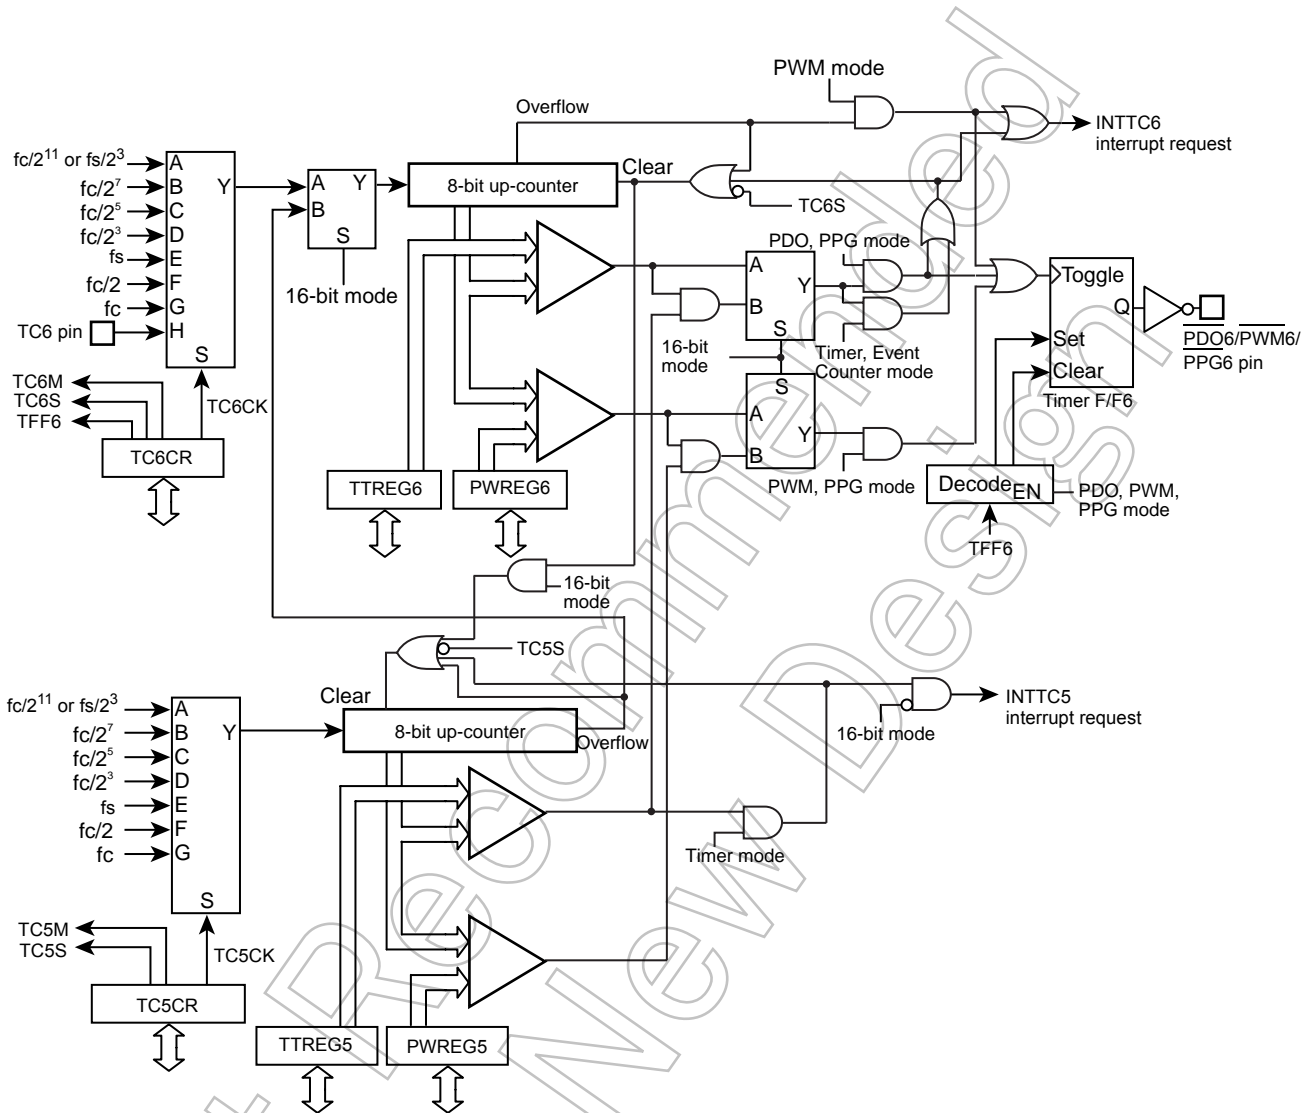 PWM mode
Overflow
INTTC6
interrupt request
fc/2¹¹ or fs/2³
fc/2⁷
fc/2⁵
fc/2³
fs
fc/2
fc
TC6 pin
A
B
C
D
E
F
G
H
Y
S
A
B
Y
S
16-bit mode
8-bit up-counter
Clear
TC6S
PDO, PPG mode
A
B
Y
S
16-bit
mode
Timer, Event
Counter mode
S
A
B
Y
PWM, PPG mode
Toggle
Q
Set
Clear
Timer F/F6
PDO6/PWM6/
PPG6 pin
Decode
EN
PDO, PWM,
PPG mode
TFF6
TC6M
TC6S
TFF6
TC6CK
TC6CR
TTREG6
PWREG6
16-bit
mode
TC5S
Clear
8-bit up-counter
Overflow
INTTC5
interrupt request
16-bit mode
fc/2¹¹ or fs/2³
fc/2⁷
fc/2⁵
fc/2³
fs
fc/2
fc
A
B
C
D
E
F
G
Y
S
Timer mode
TC5M
TC5S
TC5CK
TC5CR
TTREG5
PWREG5
Recommended
New Design